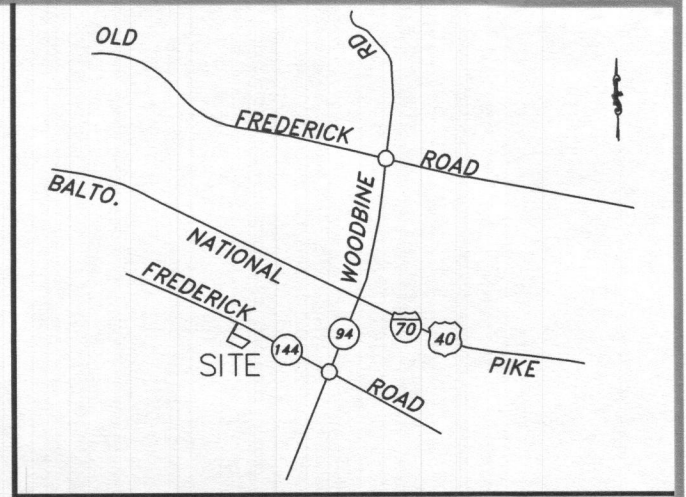 OLD
RD
FREDERICK ROAD
WOODBINE
BALTO.
NATIONAL
FREDERICK
70
94
40
144
SITE
PIKE
ROAD